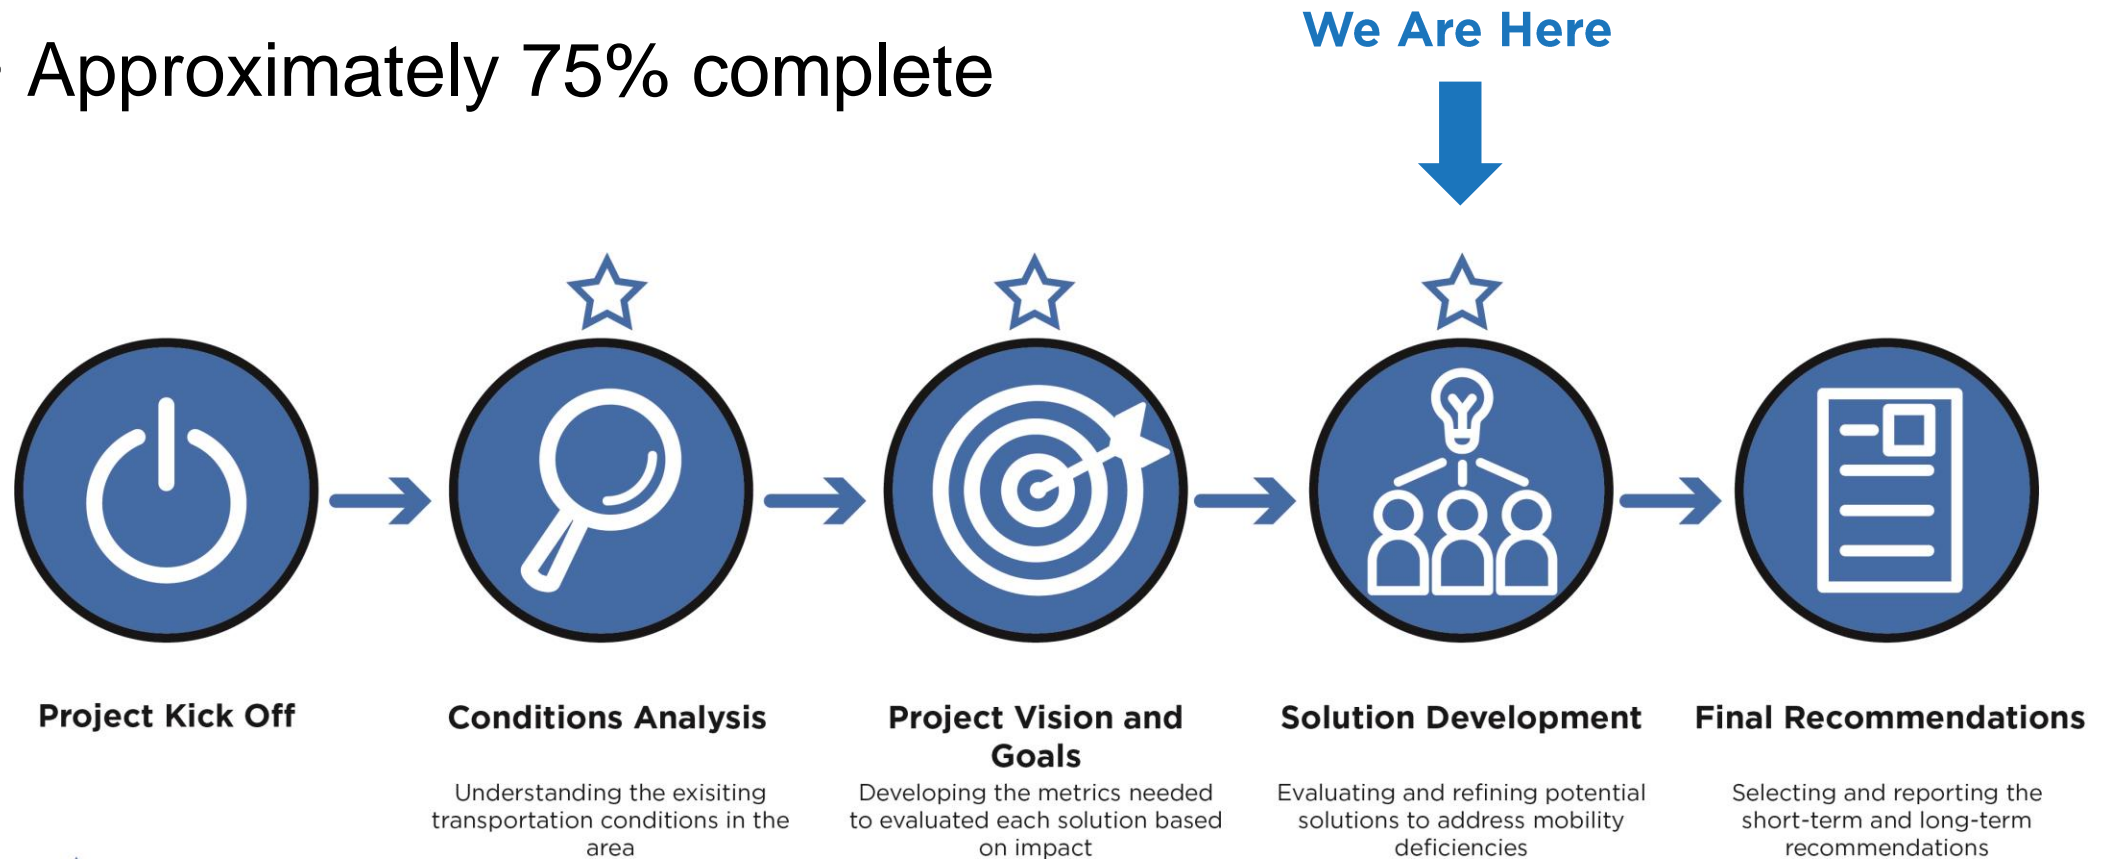 • Approximately 75% complete
We Are Here
Project Kick Off
Conditions Analysis
Understanding the exisiting
transportation conditions in the
area
Project Vision and
Goals
Developing the metrics needed
to evaluated each solution based
on impact
Solution Development
Evaluating and refining potential
solutions to address mobility
deficiencies
Final Recommendations
Selecting and reporting the
short-term and long-term
recommendations